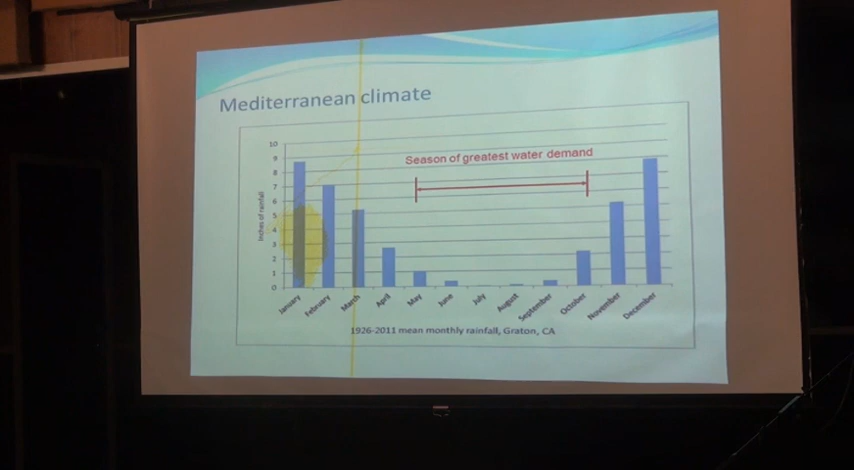 Mediterranean climate
Season of greatest water demand
Inches of rainfall
10
9
8
7
6
5
4
3
2
1
0
January
February
March
April
May
June
July
August
September
October
November
December
1926-2011 mean monthly rainfall, Graton, CA